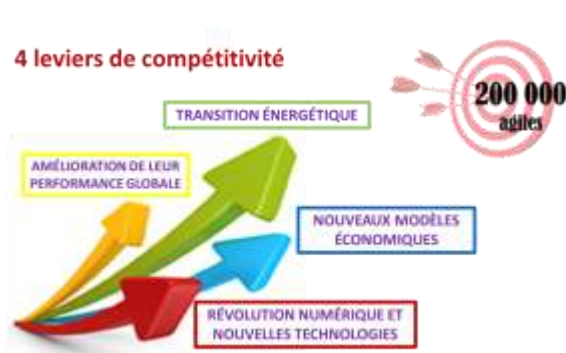 4 leviers de compétitivité
200 000
agiles
TRANSITION ÉNERGÉTIQUE
AMÉLIORATION DE LEUR
PERFORMANCE GLOBALE
NOUVEAUX MODÈLES
ÉCONOMIQUES
RÉVOLUTION NUMÉRIQUE ET
NOUVELLES TECHNOLOGIES